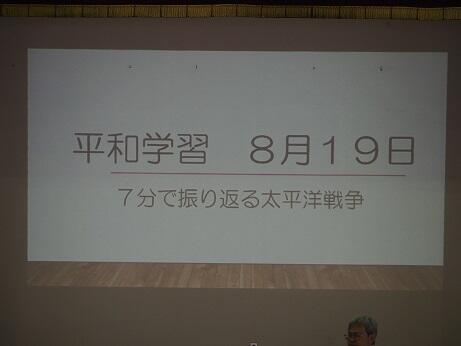 平和学習　８月１９日
７分で振り返る太平洋戦争